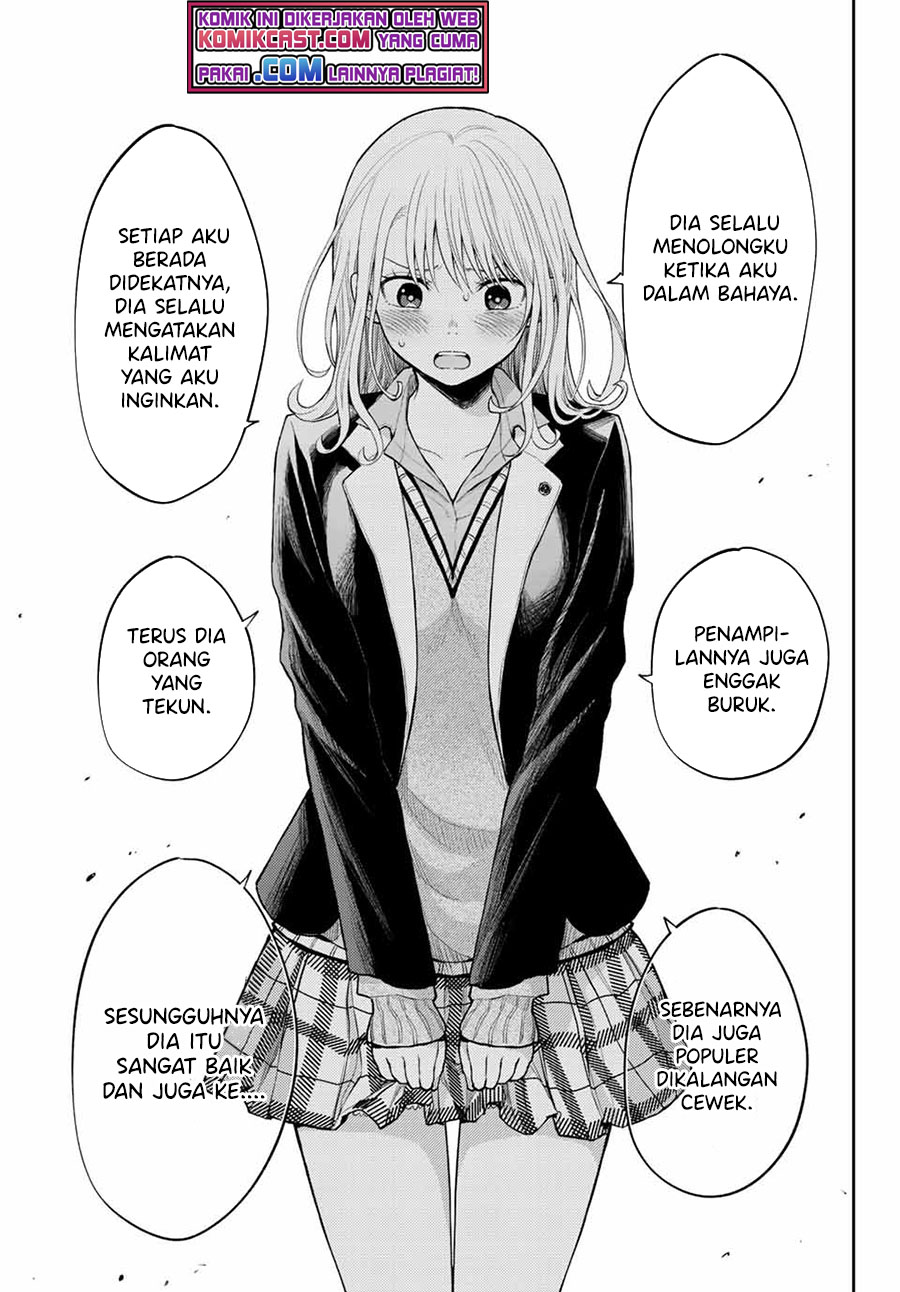 KOMIK INI DIKERJAKAN OLEH WEB
KOMIKCAST.COM YANG CUMA
PAKAI .COM LAINNYA PLAGIAT!
DIA SELALU
MENOLONGKU
KETIKA AKU
DALAM BAHAYA.
SETIAP AKU
BERADA
DIDEKATNYA,
DIA SELALU
MENGATAKAN
KALIMAT
YANG AKU
INGINKAN.
PENAMPI-
LANNYA JUGA
ENGGAK
BURUK.
TERUS DIA
ORANG
YANG
TEKUN.
SEBENARNYA
DIA JUGA
POPULER
DIKALANGAN
CEWEK.
SESUNGGUHNYA
DIA ITU
SANGAT BAIK
DAN JUGA KE....